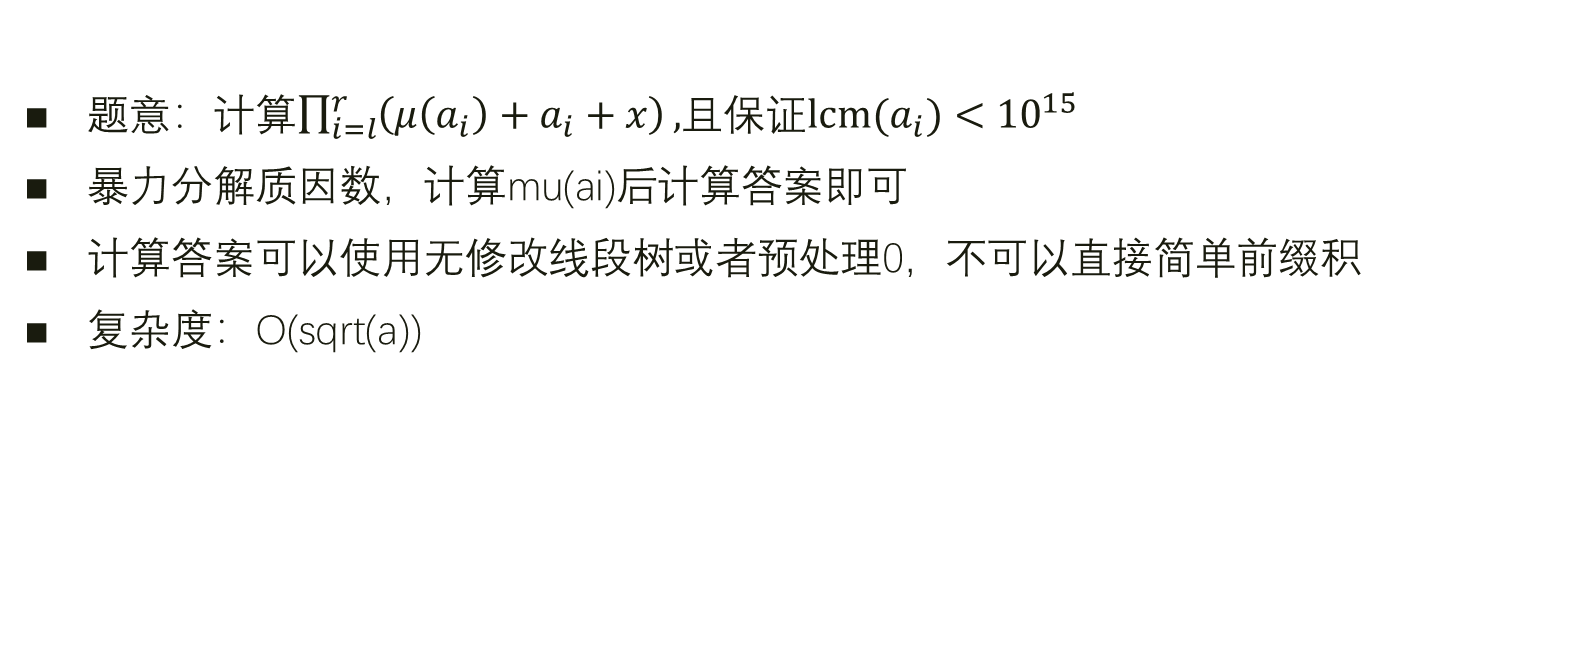 ■ 题意：计算∏_{i=l}^{r}(μ(a_i) + a_i + x) ,且保证lcm(a_i) < 10^{15}
■ 暴力分解质因数，计算mu(ai)后计算答案即可
■ 计算答案可以使用无修改线段树或者预处理0，不可以直接简单前缀积
■ 复杂度：O(sqrt(a))